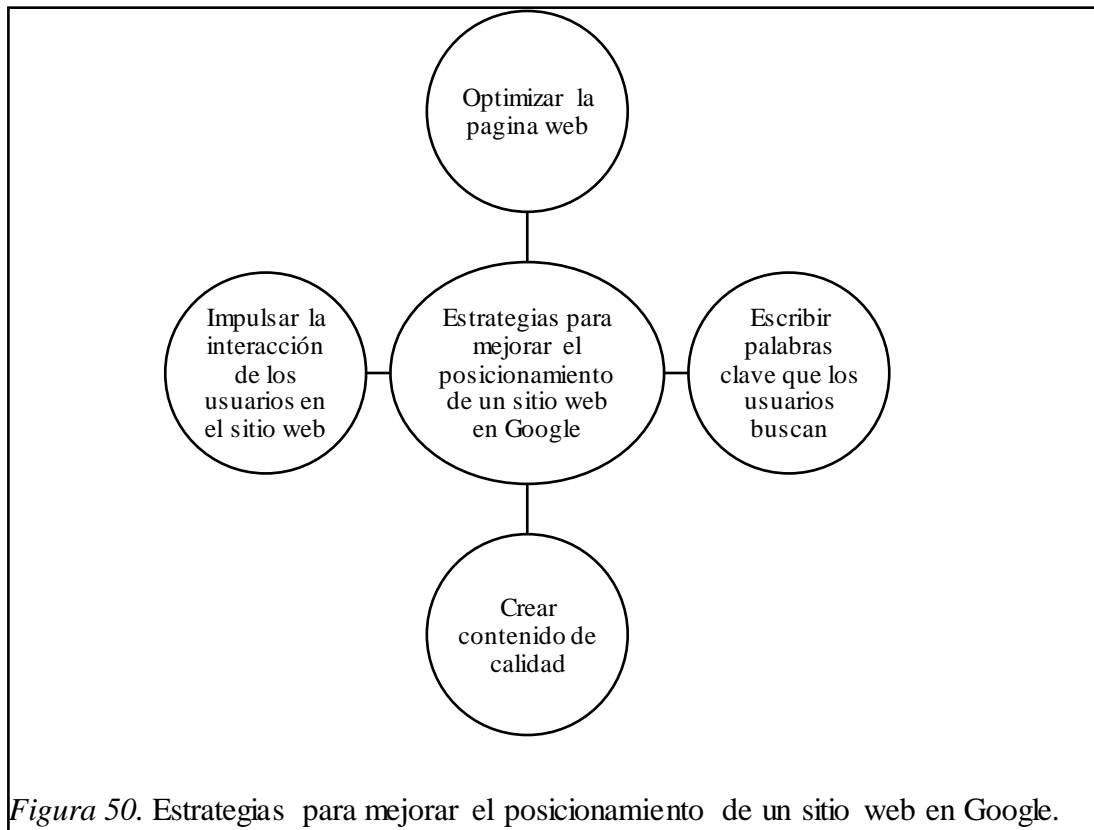 Optimizar la
pagina web
Impulsar la
interacción
de los
usuarios en
el sitio web
Estrategias para
mejorar el
posicionamiento
de un sitio web
en Google
Escribir
palabras
clave que los
usuarios
buscan
Crear
contenido de
calidad
Figura 50. Estrategias para mejorar el posicionamiento de un sitio web en Google.